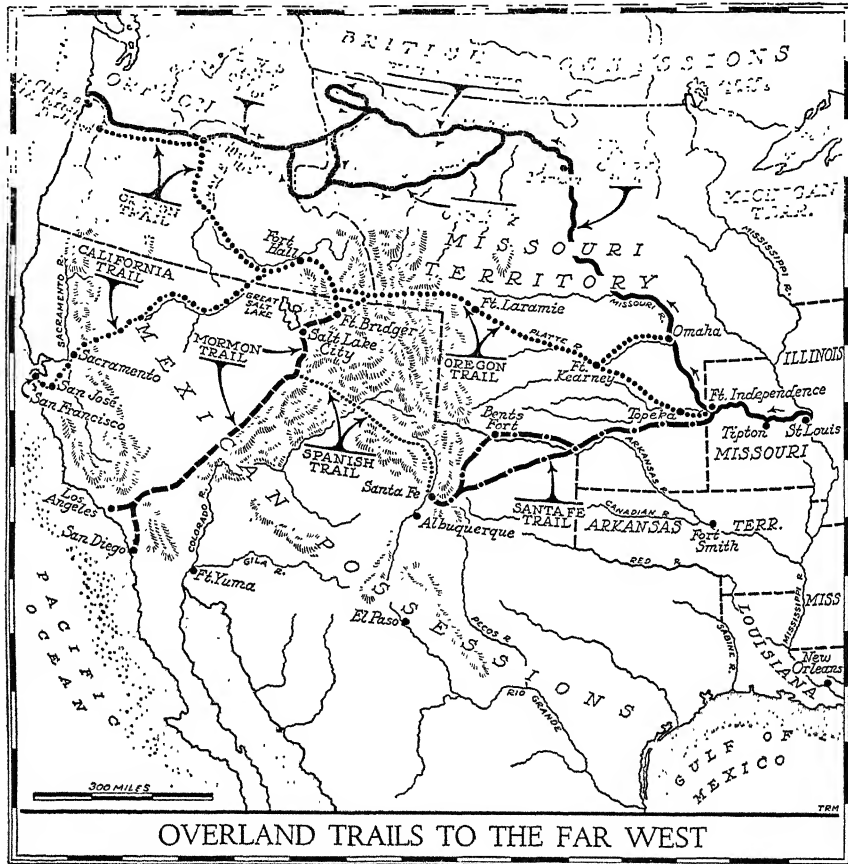 BRITISH
POSSESSIONS
OREGON
MICHIGAN
TERR.
OREGON
TRAIL
MISSOURI
TERRITORY
MISSISSIPPI R.
Fort
Hall
CALIFORNIA
TRAIL
SACRAMENTO R.
GREAT
SALT
LAKE
Ft. Bridger
Ft. Laramie
MISSOURI R.
PLATTE R.
Omaha
MORMON
TRAIL
Salt Lake
City
OREGON
TRAIL
Ft.
Kearney
ILLINOIS
Sacramento
San José
San Francisco
Ft. Independence
Topeka
Tipton
St Louis
MISSOURI
Bents
Fort
SPANISH
TRAIL
ARKANSAS R.
MEXICAN POSSESSIONS
Santa Fe
SANTA FE
TRAIL
CANADIAN R.
ARKANSAS TERR.
Fort
Smith
Los
Angeles
San Diego
COLORADO R.
Albuquerque
GILA R.
Ft. Yuma
RED R.
El Paso
PECOS R.
SABINE R.
MISSISSIPPI R.
MISS
LOUISIANA
New
Orleans
RIO
GRANDE
PACIFIC
OCEAN
GULF OF
MEXICO
300 MILES
TRM
OVERLAND TRAILS TO THE FAR WEST